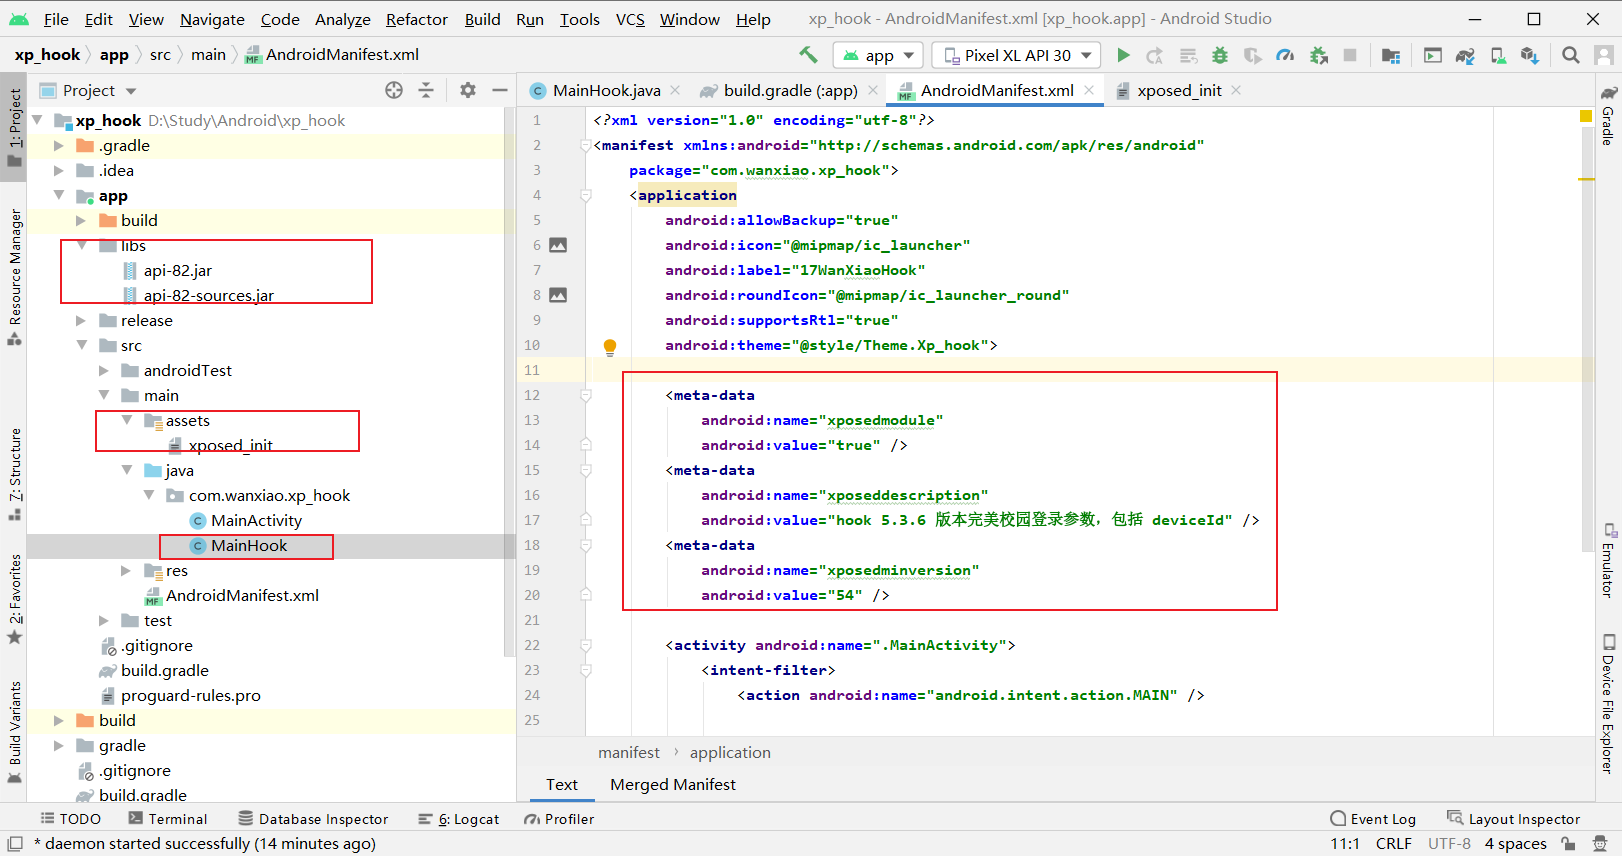 File Edit View Navigate Code Analyze Refactor Build Run Tools VCS Window Help xp_hook - AndroidManifest.xml [xp_hook.app] - Android Studio
xp_hook app src main AndroidManifest.xml app Pixel XL API 30
Project
MainHook.java build.gradle (:app) AndroidManifest.xml xposed_init
1: Project
Resource Manager
7: Structure
2: Favorites
Build Variants
xp_hook D:\Study\Android\xp_hook
.gradle
.idea
app
build
libs
api-82.jar
api-82-sources.jar
release
src
androidTest
main
assets
xposed_init
java
com.wanxiao.xp_hook
MainActivity
MainHook
res
AndroidManifest.xml
test
.gitignore
build.gradle
proguard-rules.pro
build
gradle
.gitignore
build.gradle
1 <?xml version="1.0" encoding="utf-8"?>
2 <manifest xmlns:android="http://schemas.android.com/apk/res/android"
3 package="com.wanxiao.xp_hook">
4 <application
5 android:allowBackup="true"
6 android:icon="@mipmap/ic_launcher"
7 android:label="17WanXiaoHook"
8 android:roundIcon="@mipmap/ic_launcher_round"
9 android:supportsRtl="true"
10 android:theme="@style/Theme.Xp_hook">
11
12 <meta-data
13 android:name="xposedmodule"
14 android:value="true" />
15 <meta-data
16 android:name="xposeddescription"
17 android:value="hook 5.3.6 版本完美校园登录参数，包括 deviceId" />
18 <meta-data
19 android:name="xposedminversion"
20 android:value="54" />
21
22 <activity android:name=".MainActivity">
23 <intent-filter>
24 <action android:name="android.intent.action.MAIN" />
25
manifest application
Text Merged Manifest
Gradle
Emulator
Device File Explorer
TODO Terminal Database Inspector 6: Logcat Profiler Event Log Layout Inspector
* daemon started successfully (14 minutes ago) 11:1 CRLF UTF-8 4 spaces